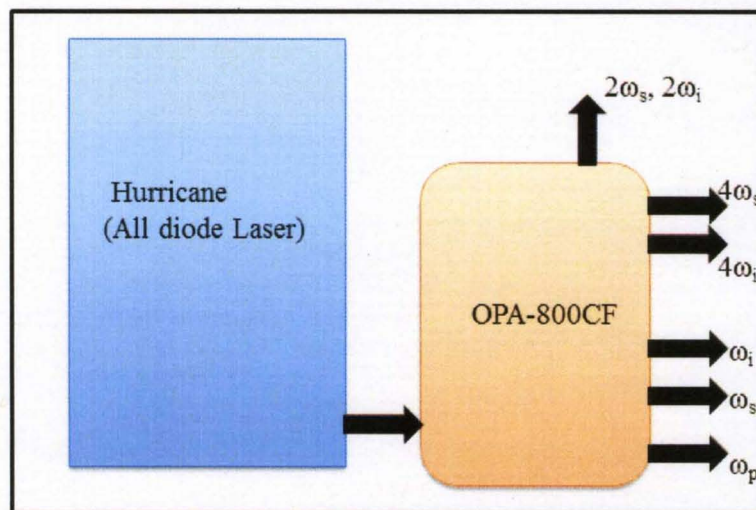 2ωs, 2ωi
Hurricane
(All diode Laser)
4ωs
4ωi
OPA-800CF
ωi
ωs
ωp